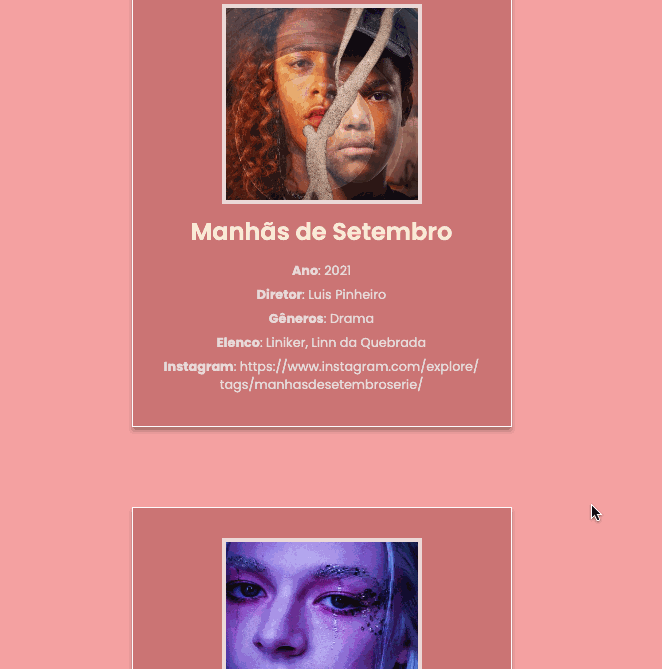 Manhãs de Setembro
Ano: 2021
Diretor: Luis Pinheiro
Gêneros: Drama
Elenco: Liniker, Linn da Quebrada
Instagram: https://www.instagram.com/explore/
tags/manhasdesetembroserie/